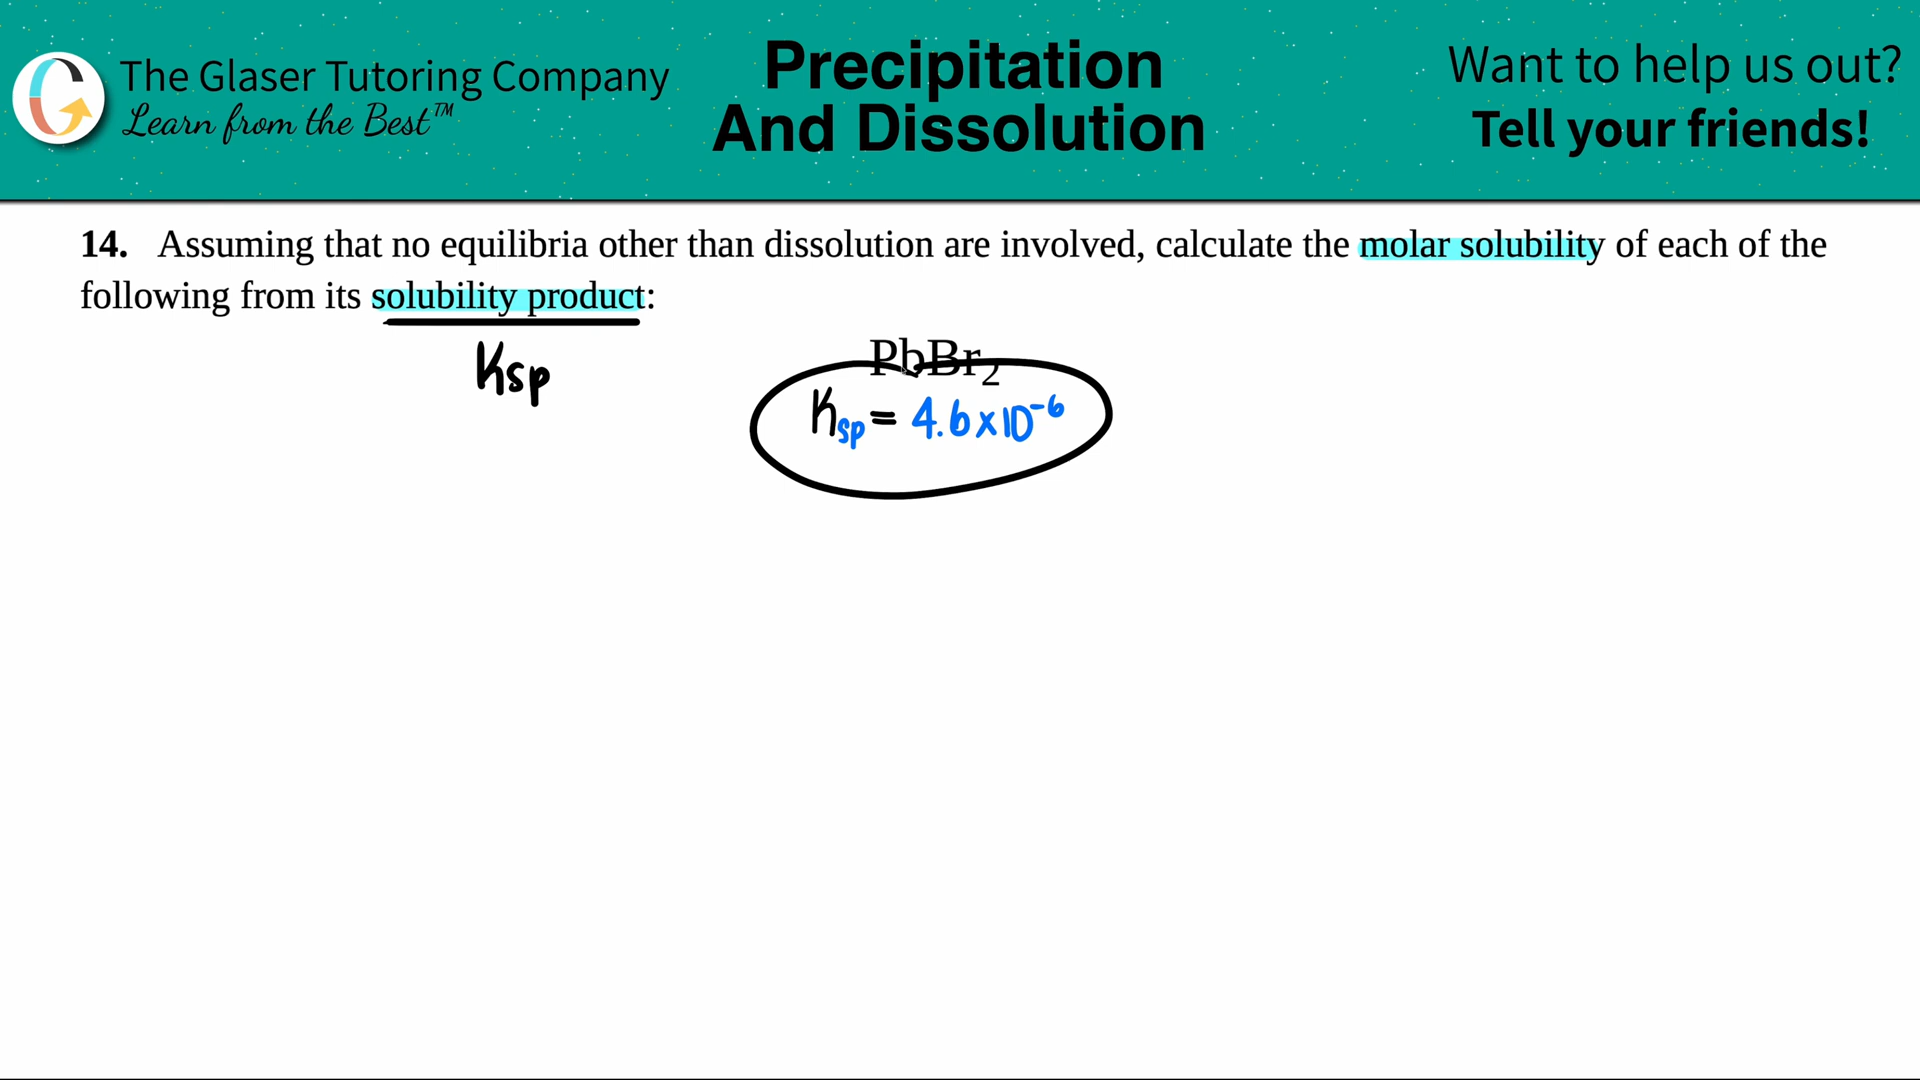 The Glaser Tutoring Company
Learn from the Best™
Precipitation
And Dissolution
Want to help us out?
Tell your friends!
14. Assuming that no equilibria other than dissolution are involved, calculate the molar solubility of each of the
following from its solubility product:
Ksp
PbBr₂
Ksp = 4.6x10⁻⁶